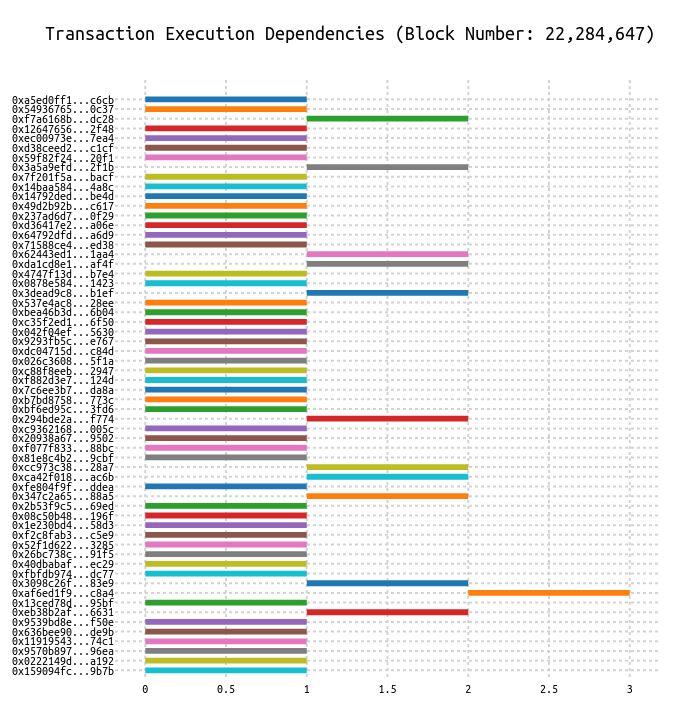 Transaction Execution Dependencies (Block Number: 22,284,647)
0xa5ed0ff1...c6cb
0x54936765...0c37
0xf7a6168b...dc28
0x12647656...2f48
0xec00973e...7ea4
0xd38ceed2...c1cf
0x59f82f24...20f1
0x3a5a9efd...2f1b
0x7f201f5a...bacf
0x14baa584...4a8c
0x14792ded...be4d
0x49d2b92b...c617
0x237ad6d7...0f29
0xd36417e2...a06e
0x64792dfd...a6d9
0x71588ce4...ed38
0x62443ed1...1aa4
0xda1cd8e1...af4f
0x4747f13d...b7e4
0x0878e584...1423
0x3dead9c8...b1ef
0x537e4ac8...28ee
0xbea46b3d...6b04
0xc35f2ed1...6f50
0x042f04ef...5630
0x9293fb5c...e767
0xdc04715d...c84d
0x026c3608...5f1a
0xc88f8eeb...2947
0xf882d3e7...124d
0x7c6ee3b7...da8a
0xb7bd8758...773c
0xbf6ed95c...3fd6
0x294bde2a...f774
0xc9362168...005c
0x20938a67...9502
0xf077f833...88bc
0x81e8c4b2...9cbf
0xcc973c38...28a7
0xca42f018...ac6b
0xfe804f9f...ddea
0x347c2a65...88a5
0x2b53f9c5...69ed
0x08c50b48...196f
0x1e230bd4...58d3
0xf2c8fab3...c5e9
0x52f1d622...3285
0x26bc738c...91f5
0x40dbabaf...ec29
0xfbfdb974...dc77
0x3098c26f...83e9
0xaf6ed1f9...c8a4
0x13ced78d...95bf
0xeb38b2af...6631
0x9539bd8e...f50e
0x636bee90...de9b
0x11919543...74c1
0x9570b897...96ea
0x0222149d...a192
0x159094fc...9b7b
0 0.5 1 1.5 2 2.5 3